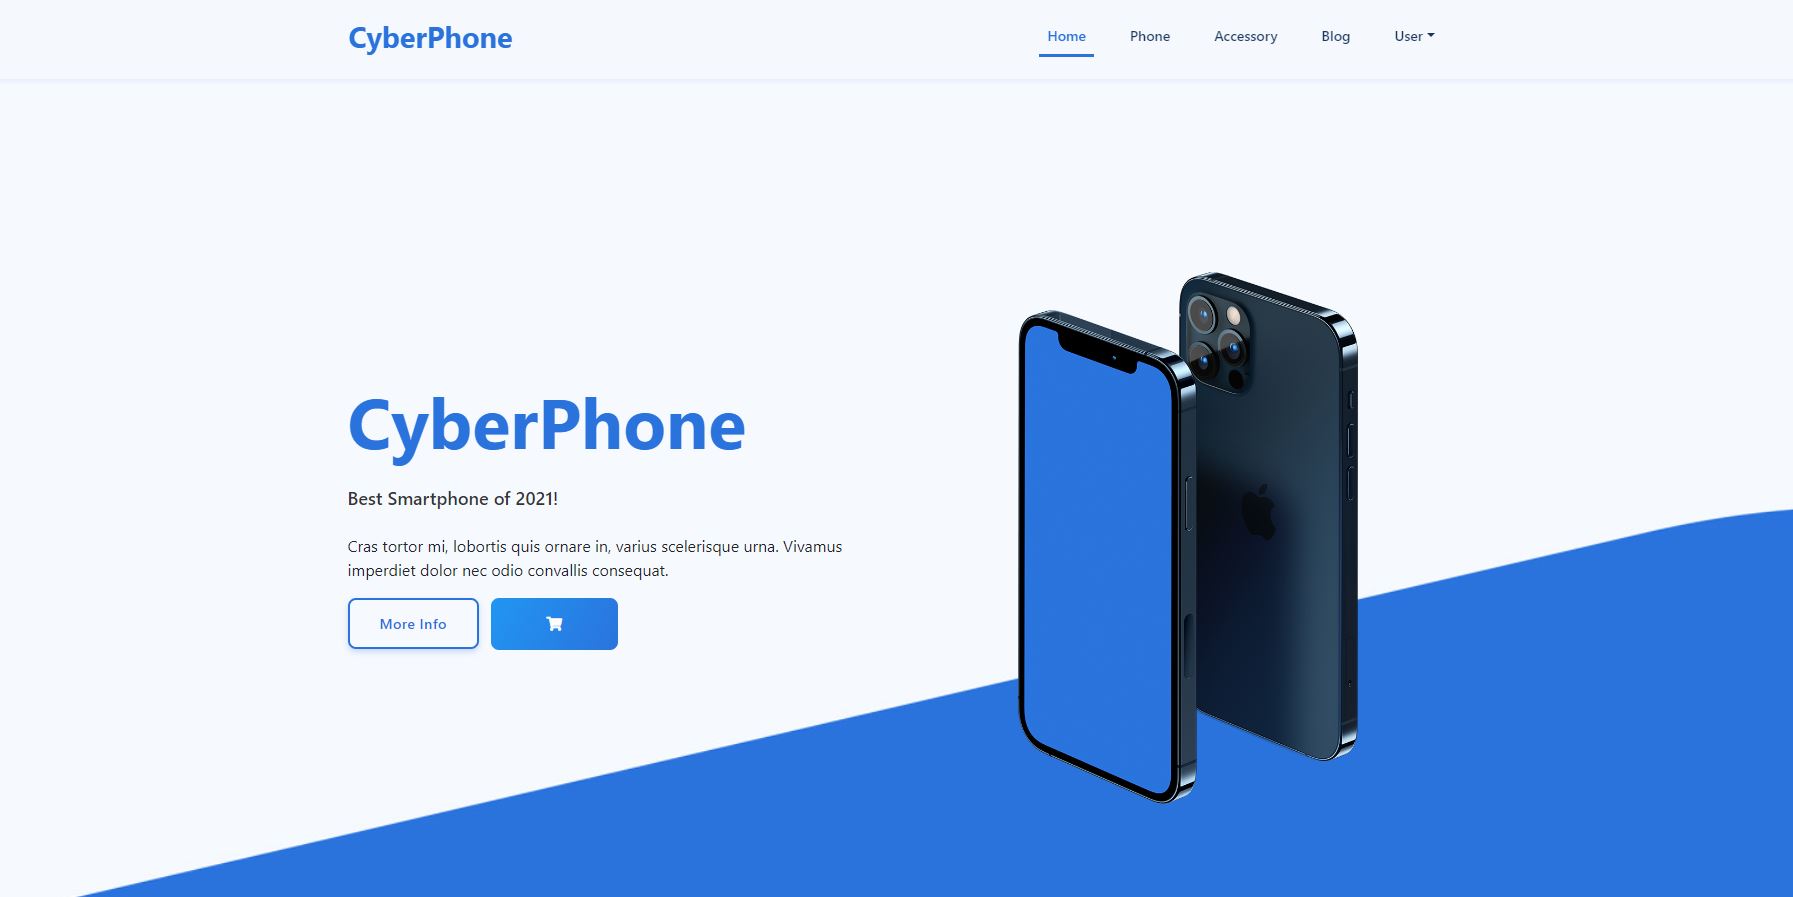 CyberPhone
Home Phone Accessory Blog User
CyberPhone
Best Smartphone of 2021!
Cras tortor mi, lobortis quis ornare in, varius scelerisque urna. Vivamus
imperdiet dolor nec odio convallis consequat.
More Info